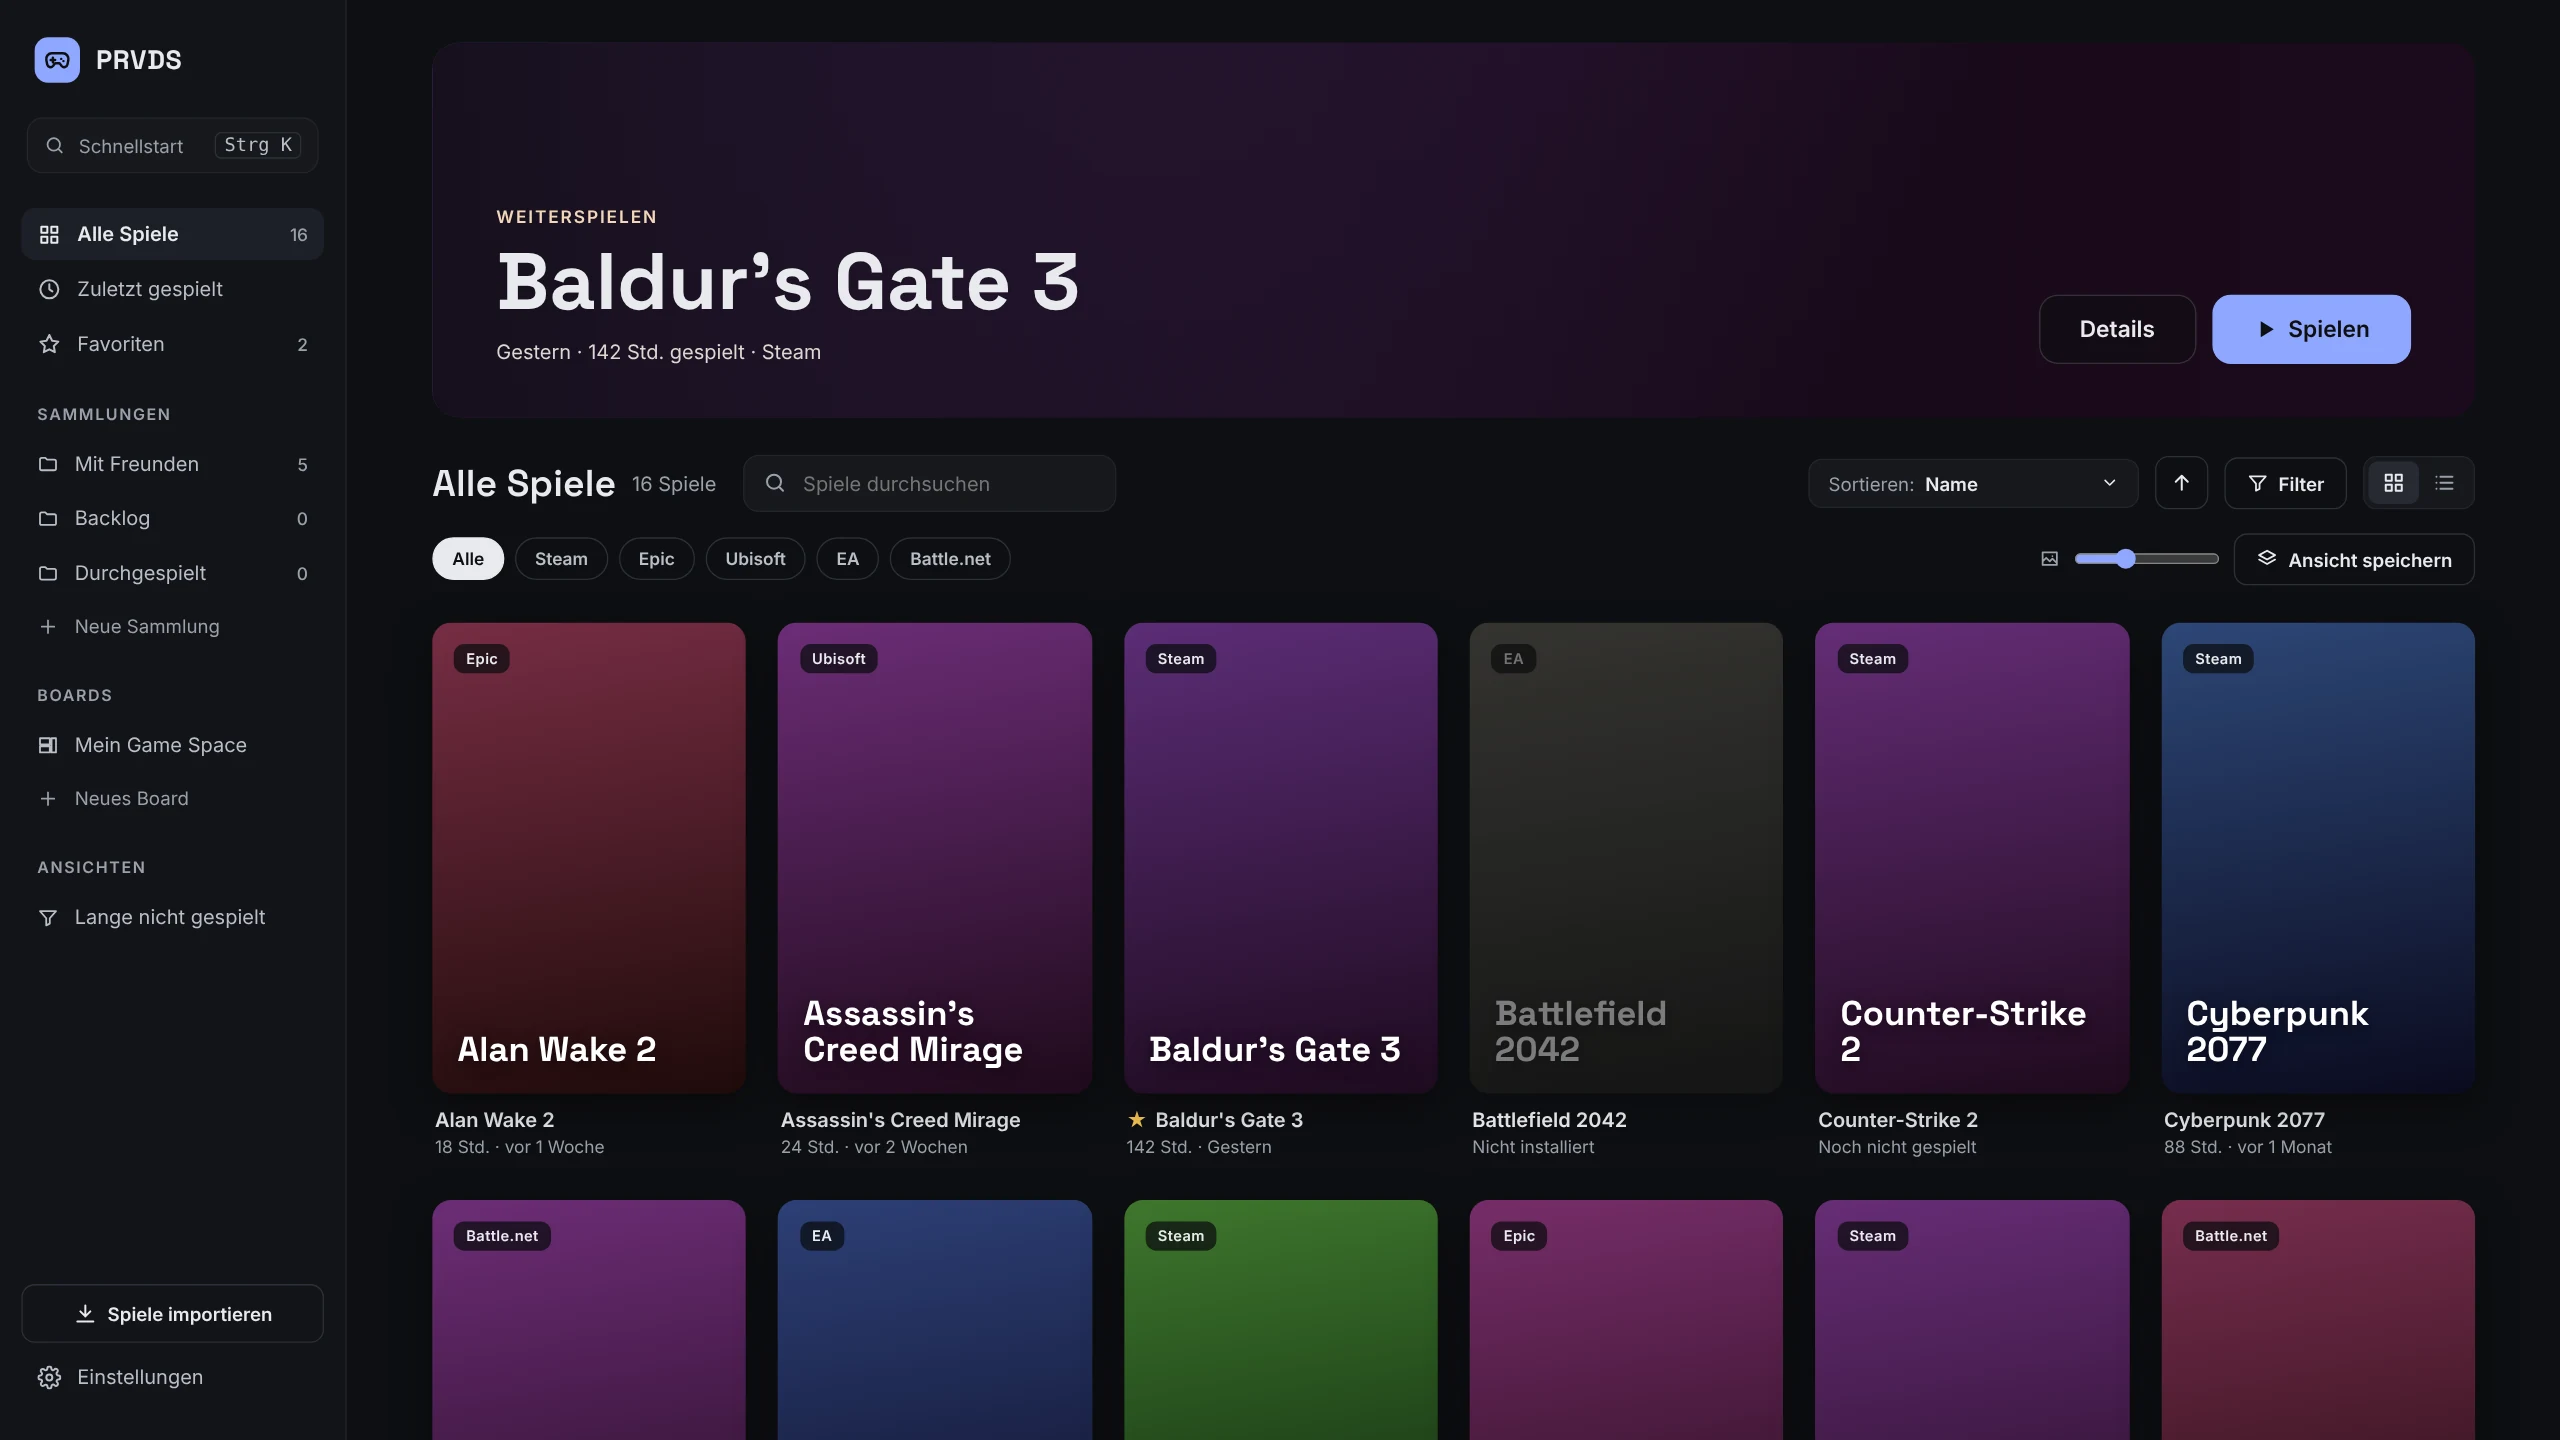 PRVDS
Schnellstart Strg K
Alle Spiele 16
Zuletzt gespielt
Favoriten 2
SAMMLUNGEN
Mit Freunden 5
Backlog 0
Durchgespielt 0
Neue Sammlung
BOARDS
Mein Game Space
Neues Board
ANSICHTEN
Lange nicht gespielt
Spiele importieren
Einstellungen
WEITERSPIELEN
Baldur's Gate 3
Gestern · 142 Std. gespielt · Steam
Details
Spielen
Alle Spiele 16 Spiele
Spiele durchsuchen
Sortieren: Name
Filter
Alle Steam Epic Ubisoft EA Battle.net
Ansicht speichern
Epic
Alan Wake 2
Alan Wake 2
18 Std. · vor 1 Woche
Ubisoft
Assassin's
Creed Mirage
Assassin's Creed Mirage
24 Std. · vor 2 Wochen
Steam
Baldur's Gate 3
★ Baldur's Gate 3
142 Std. · Gestern
EA
Battlefield
2042
Battlefield 2042
Nicht installiert
Steam
Counter-Strike
2
Counter-Strike 2
Noch nicht gespielt
Steam
Cyberpunk
2077
Cyberpunk 2077
88 Std. · vor 1 Monat
Battle.net
EA
Steam
Epic
Steam
Battle.net